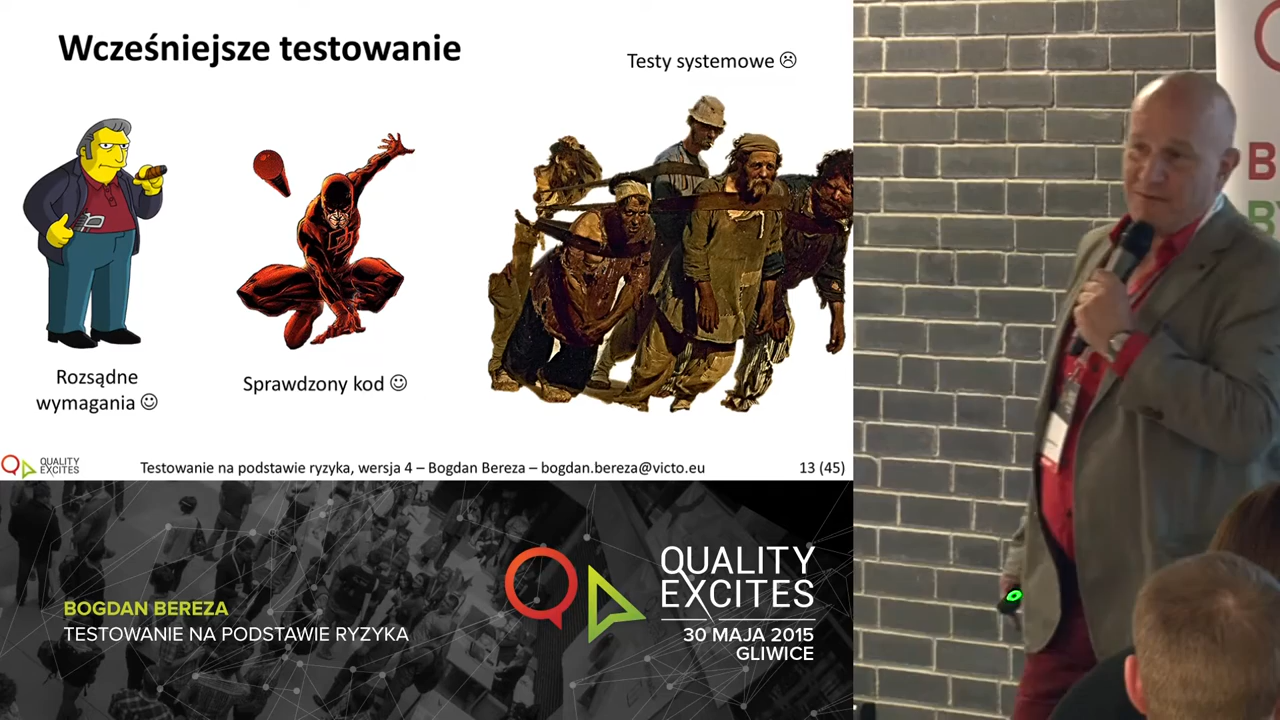 Wcześniejsze testowanie
Testy systemowe ☹
Rozsądne
wymagania ☺
Sprawdzony kod ☺
QUALITY
EXCITES
Testowanie na podstawie ryzyka, wersja 4 – Bogdan Bereza – bogdan.bereza@victo.eu
13 (45)
BOGDAN BEREZA
TESTOWANIE NA PODSTAWIE RYZYKA
QUALITY
EXCITES
30 MAJA 2015
GLIWICE
B
B